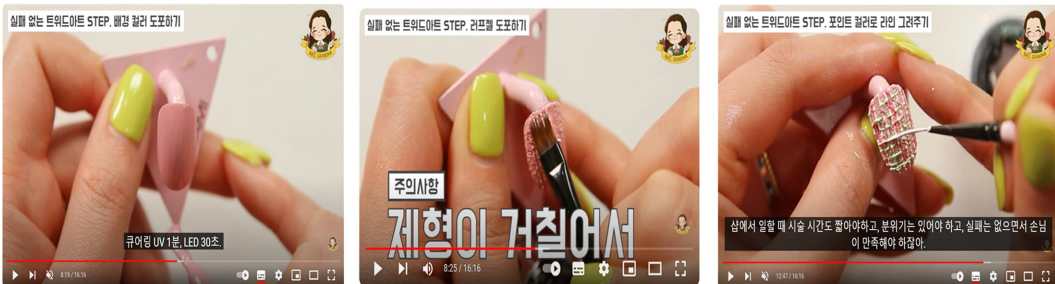 실패 없는 트위드아트 STEP. 배경 컬러 도포하기
큐어링 UV 1분, LED 30초.
8:19 / 16:16
실패 없는 트위드아트 STEP. 러프젤 도포하기
주의사항
제형이 거칠어서
8:25 / 16:16
실패 없는 트위드아트 STEP. 포인트 컬러로 라인 그려주기
샵에서 일할 때 시술 시간도 짧아야하고, 분위기는 있어야 하고, 실패는 없으면서 손님
이 만족해야 하잖아.
12:47 / 16:16